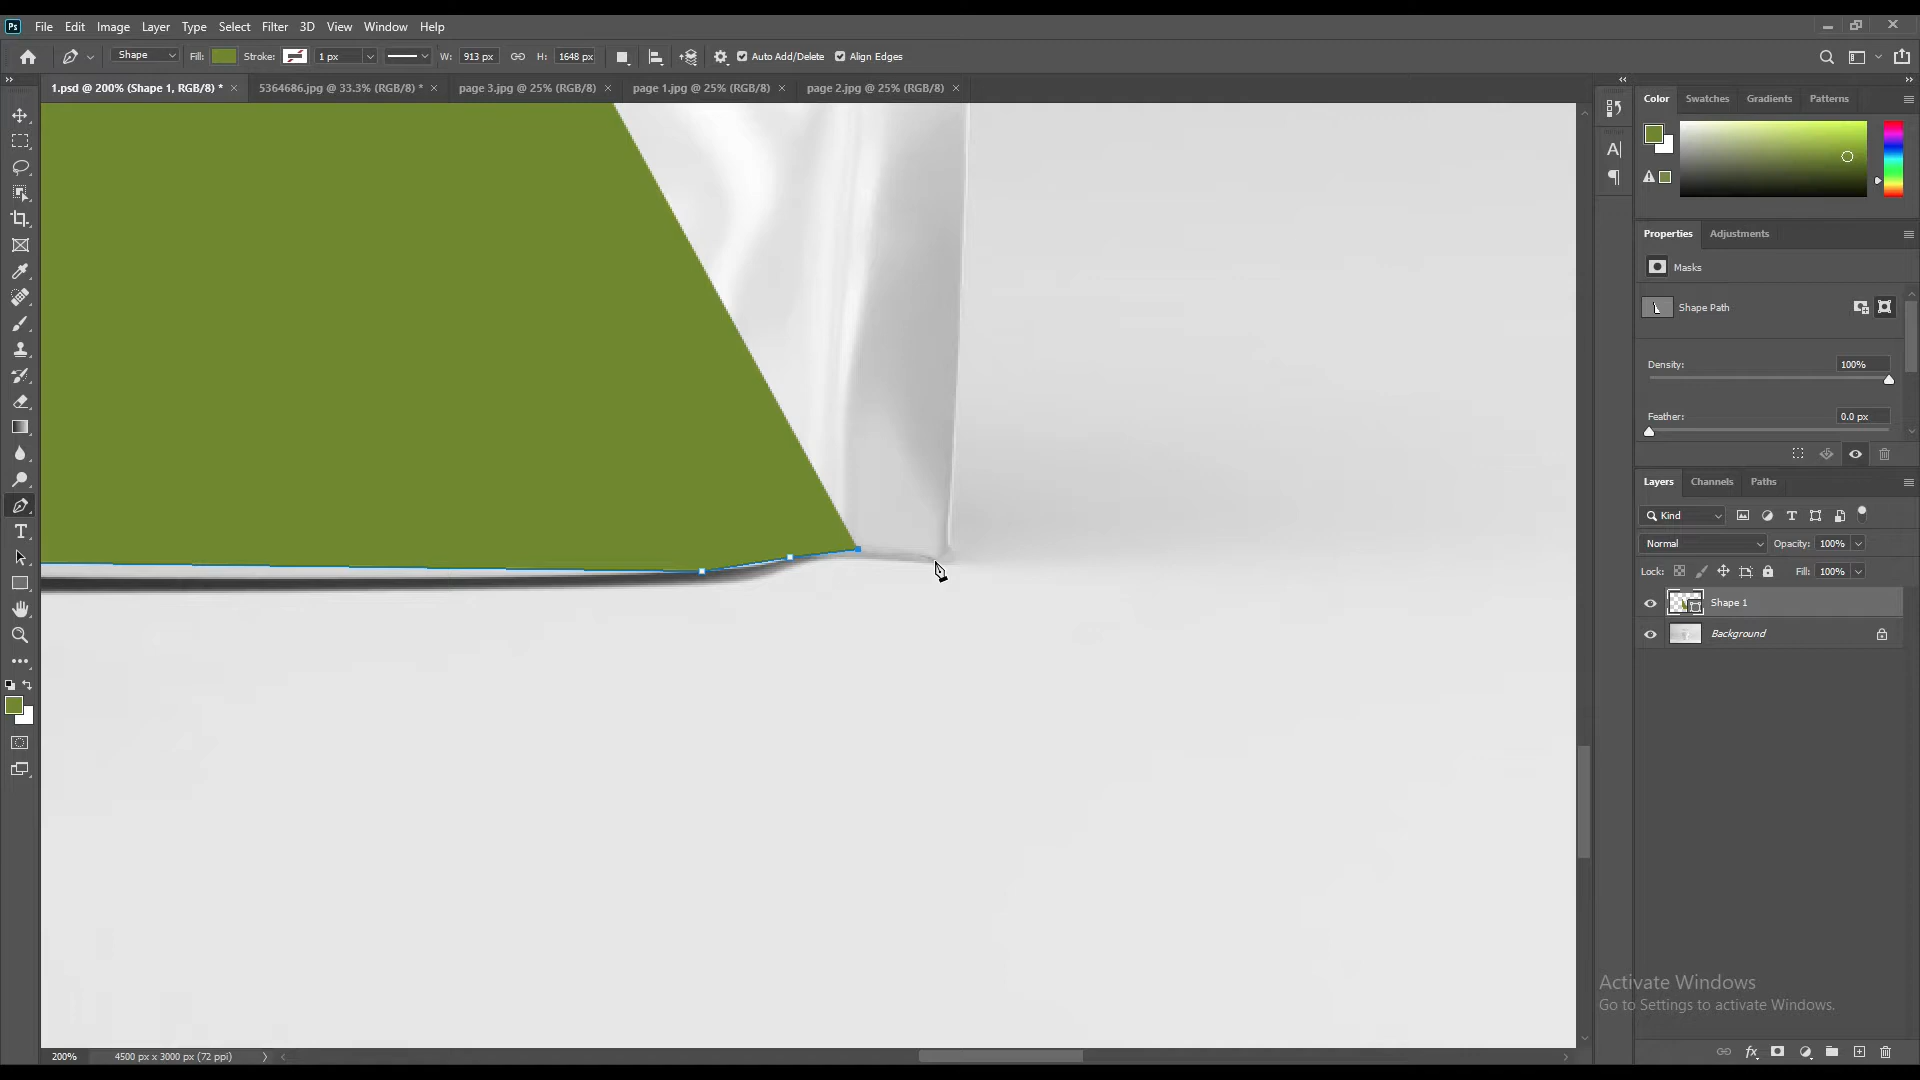 Ps File Edit Image Layer Type Select Filter 3D View Window Help
Shape Fill: Stroke: 1 px W: 913 px H: 1648 px Auto Add/Delete Align Edges
1.psd @ 200% (Shape 1, RGB/8) * 5364686.jpg @ 33.3% (RGB/8) * page 3.jpg @ 25% (RGB/8) page 1.jpg @ 25% (RGB/8) page 2.jpg @ 25% (RGB/8)
Color Swatches Gradients Patterns
Properties Adjustments
Masks
Shape Path
Density: 100%
Feather: 0.0 px
Layers Channels Paths
Kind
Normal Opacity: 100%
Lock: Fill: 100%
Shape 1
Background
Activate Windows
Go to Settings to activate Windows.
200% 4500 px x 3000 px (72 ppi)